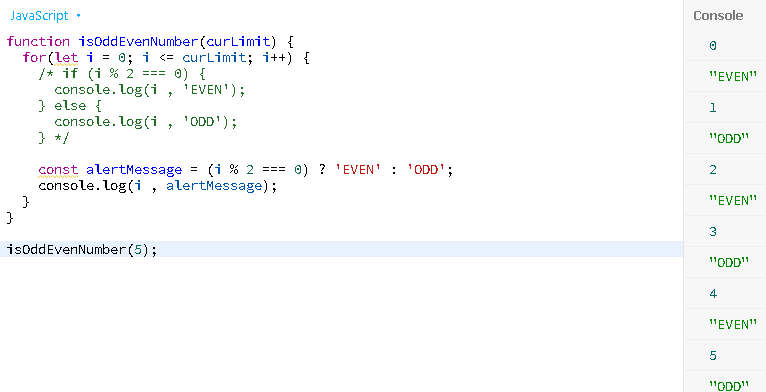 JavaScript
function isOddEvenNumber(curLimit) {
  for(let i = 0; i <= curLimit; i++) {
    /* if (i % 2 === 0) {
      console.log(i , 'EVEN');
    } else {
      console.log(i , 'ODD');
    } */

    const alertMessage = (i % 2 === 0) ? 'EVEN' : 'ODD';
    console.log(i , alertMessage);
  }
}

isOddEvenNumber(5);
Console
0
"EVEN"
1
"ODD"
2
"EVEN"
3
"ODD"
4
"EVEN"
5
"ODD"